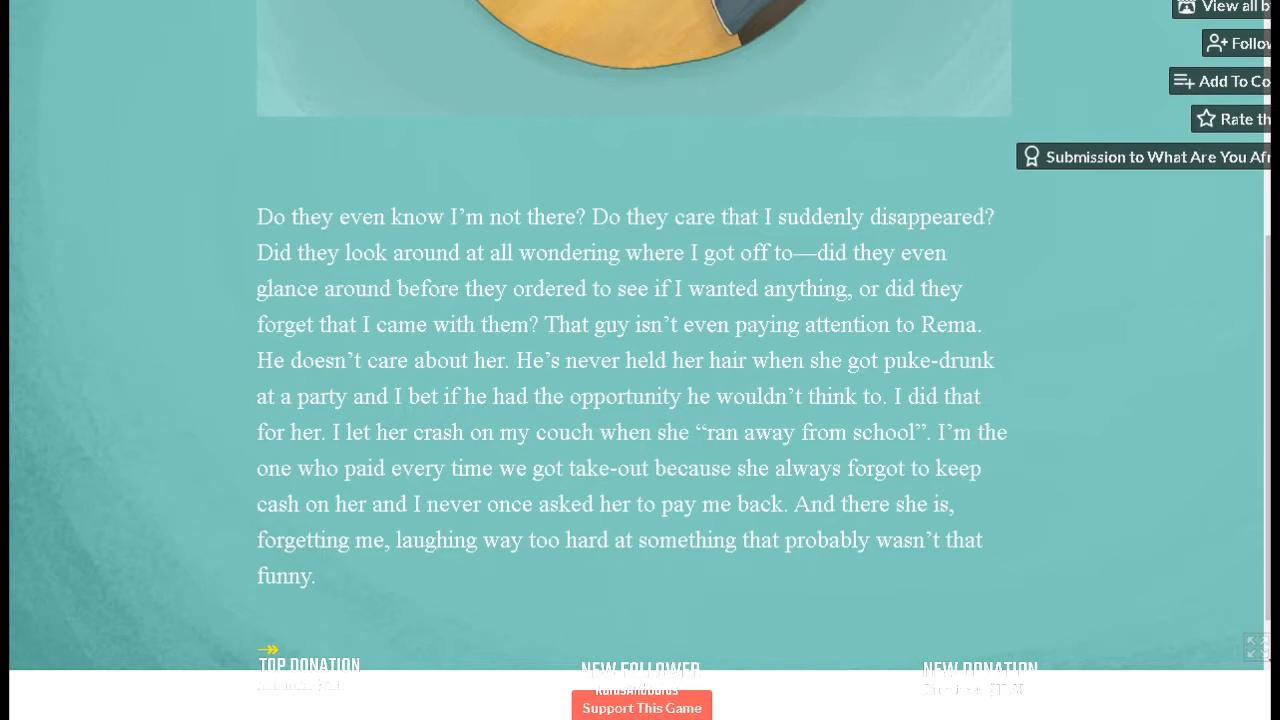 View all b
Follow
Add To Co
Rate th
Submission to What Are You Afr
Do they even know I’m not there? Do they care that I suddenly disappeared?
Did they look around at all wondering where I got off to—did they even
glance around before they ordered to see if I wanted anything, or did they
forget that I came with them? That guy isn’t even paying attention to Rema.
He doesn’t care about her. He’s never held her hair when she got puke-drunk
at a party and I bet if he had the opportunity he wouldn’t think to. I did that
for her. I let her crash on my couch when she “ran away from school”. I’m the
one who paid every time we got take-out because she always forgot to keep
cash on her and I never once asked her to pay me back. And there she is,
forgetting me, laughing way too hard at something that probably wasn’t that
funny.
TOP DONATION
NEW FOLLOWER
NEW DONATION
Support This Game